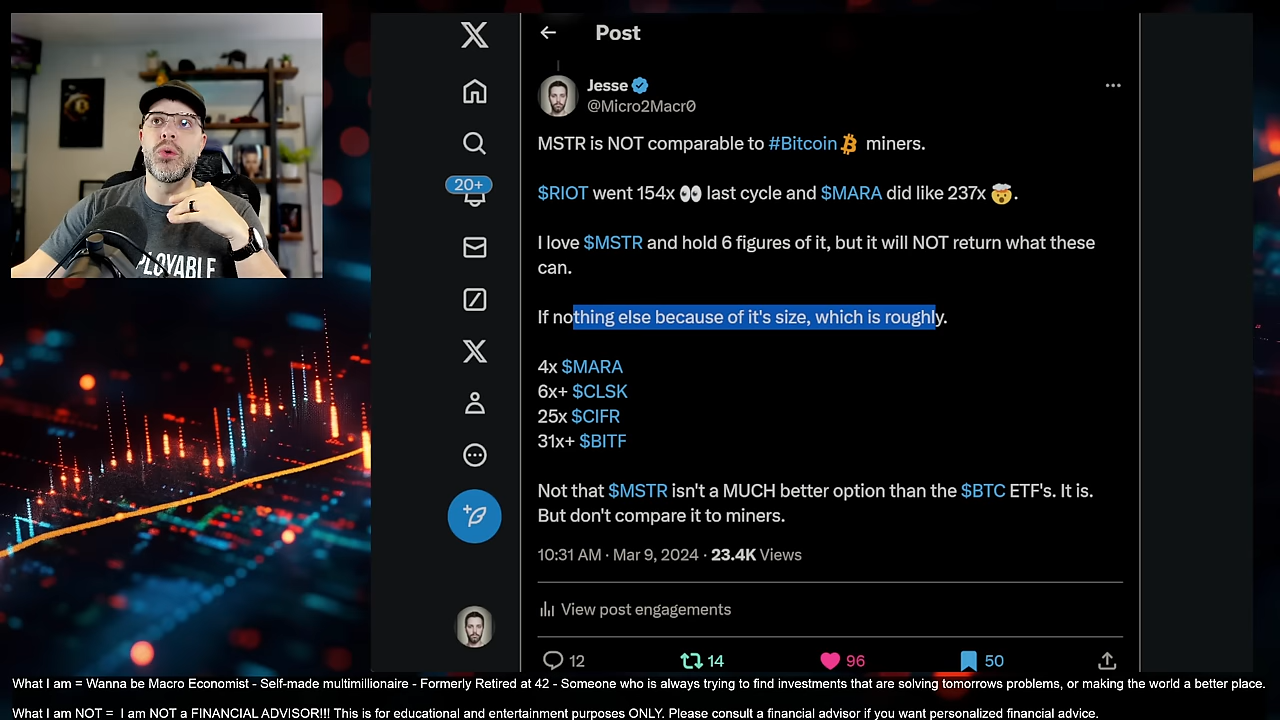 Post
Jesse
@Micro2Macr0
MSTR is NOT comparable to #Bitcoin miners.
$RIOT went 154x 👀 last cycle and $MARA did like 237x 🤯.
I love $MSTR and hold 6 figures of it, but it will NOT return what these
can.
If nothing else because of it's size, which is roughly.
4x $MARA
6x+ $CLSK
25x $CIFR
31x+ $BITF
Not that $MSTR isn't a MUCH better option than the $BTC ETF's. It is.
But don't compare it to miners.
10:31 AM · Mar 9, 2024 · 23.4K Views
View post engagements
12 14 96 50
20+
PLOYABLE
What I am = Wanna be Macro Economist - Self-made multimillionaire - Formerly Retired at 42 - Someone who is always trying to find investments that are solving tomorrows problems, or making the world a better place.
What I am NOT = I am NOT a FINANCIAL ADVISOR!!! This is for educational and entertainment purposes ONLY. Please consult a financial advisor if you want personalized financial advice.